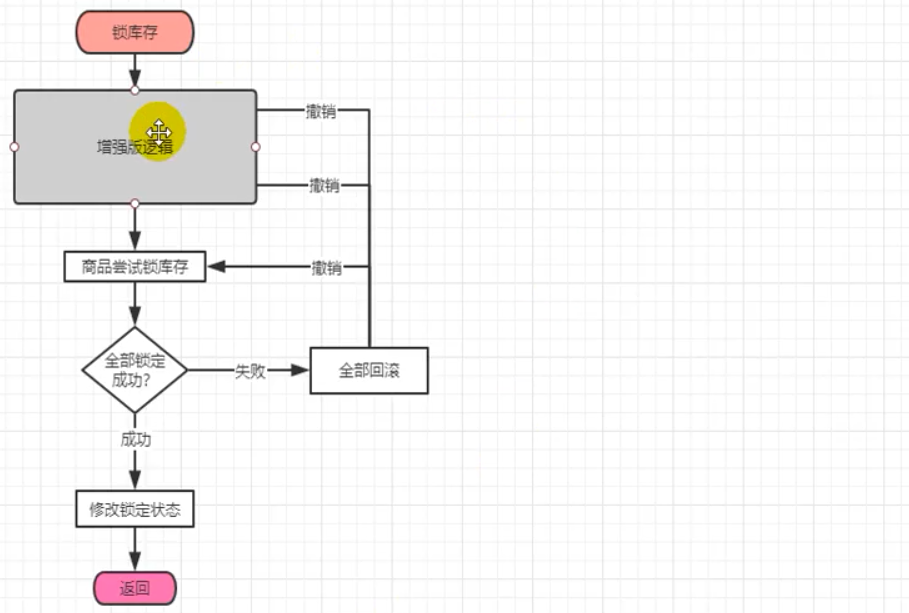 锁库存
撤销
增强版逻辑
撤销
商品尝试锁库存
撤销
全部锁定
成功?
失败
全部回滚
成功
修改锁定状态
返回